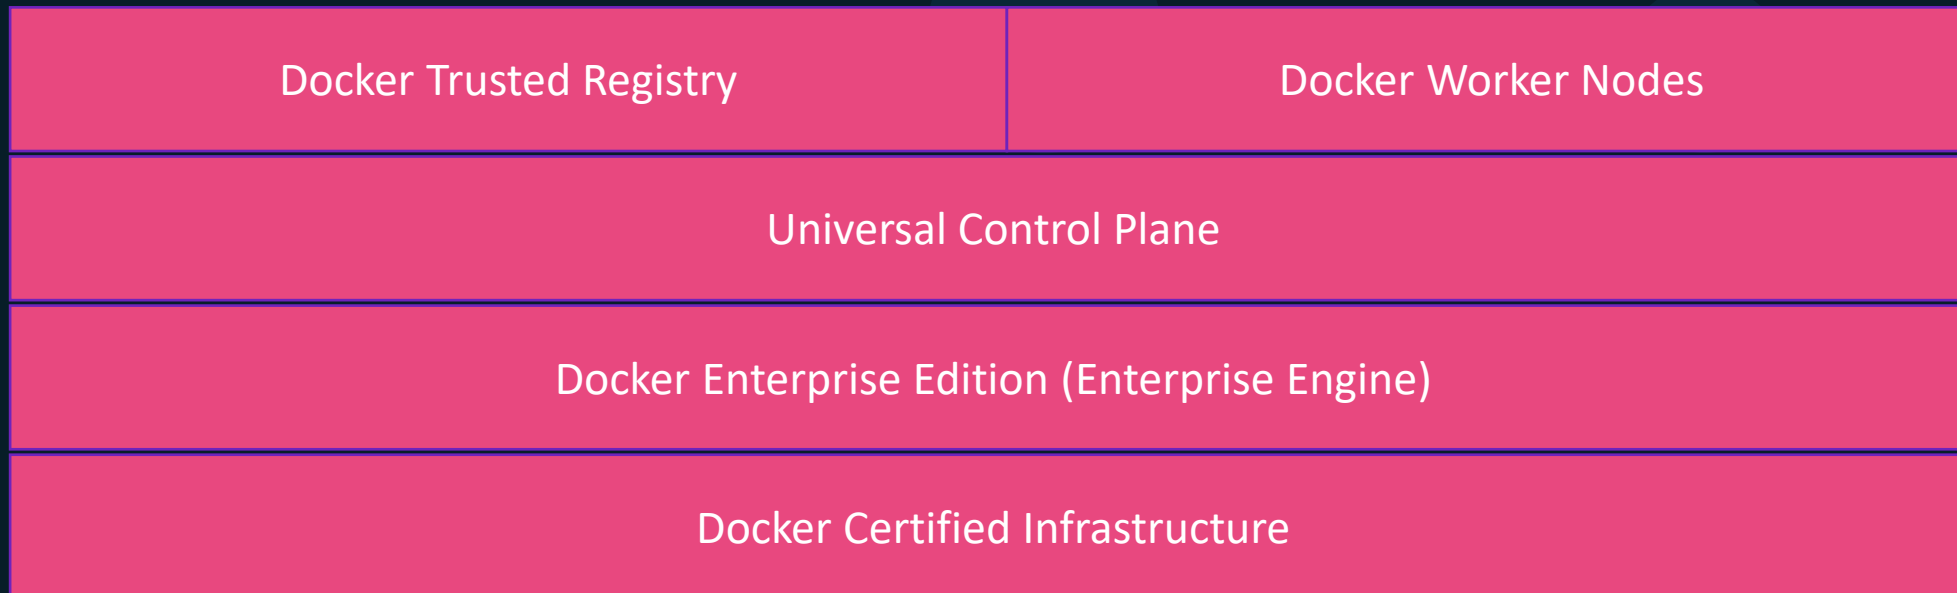 Docker Trusted Registry
Docker Worker Nodes
Universal Control Plane
Docker Enterprise Edition (Enterprise Engine)
Docker Certified Infrastructure